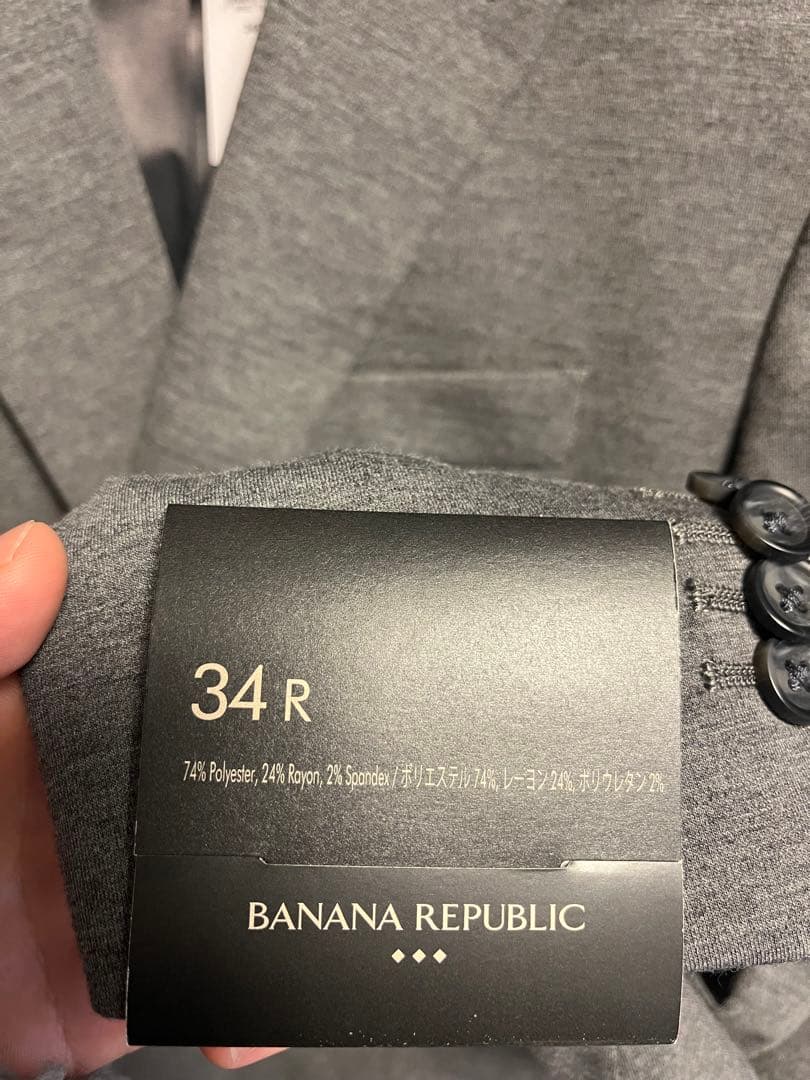 34 R
74% Polyester, 24% Rayon, 2% Spandex / ポリエステル 74%, レーヨン 24%, ポリウレタン 2%
BANANA REPUBLIC